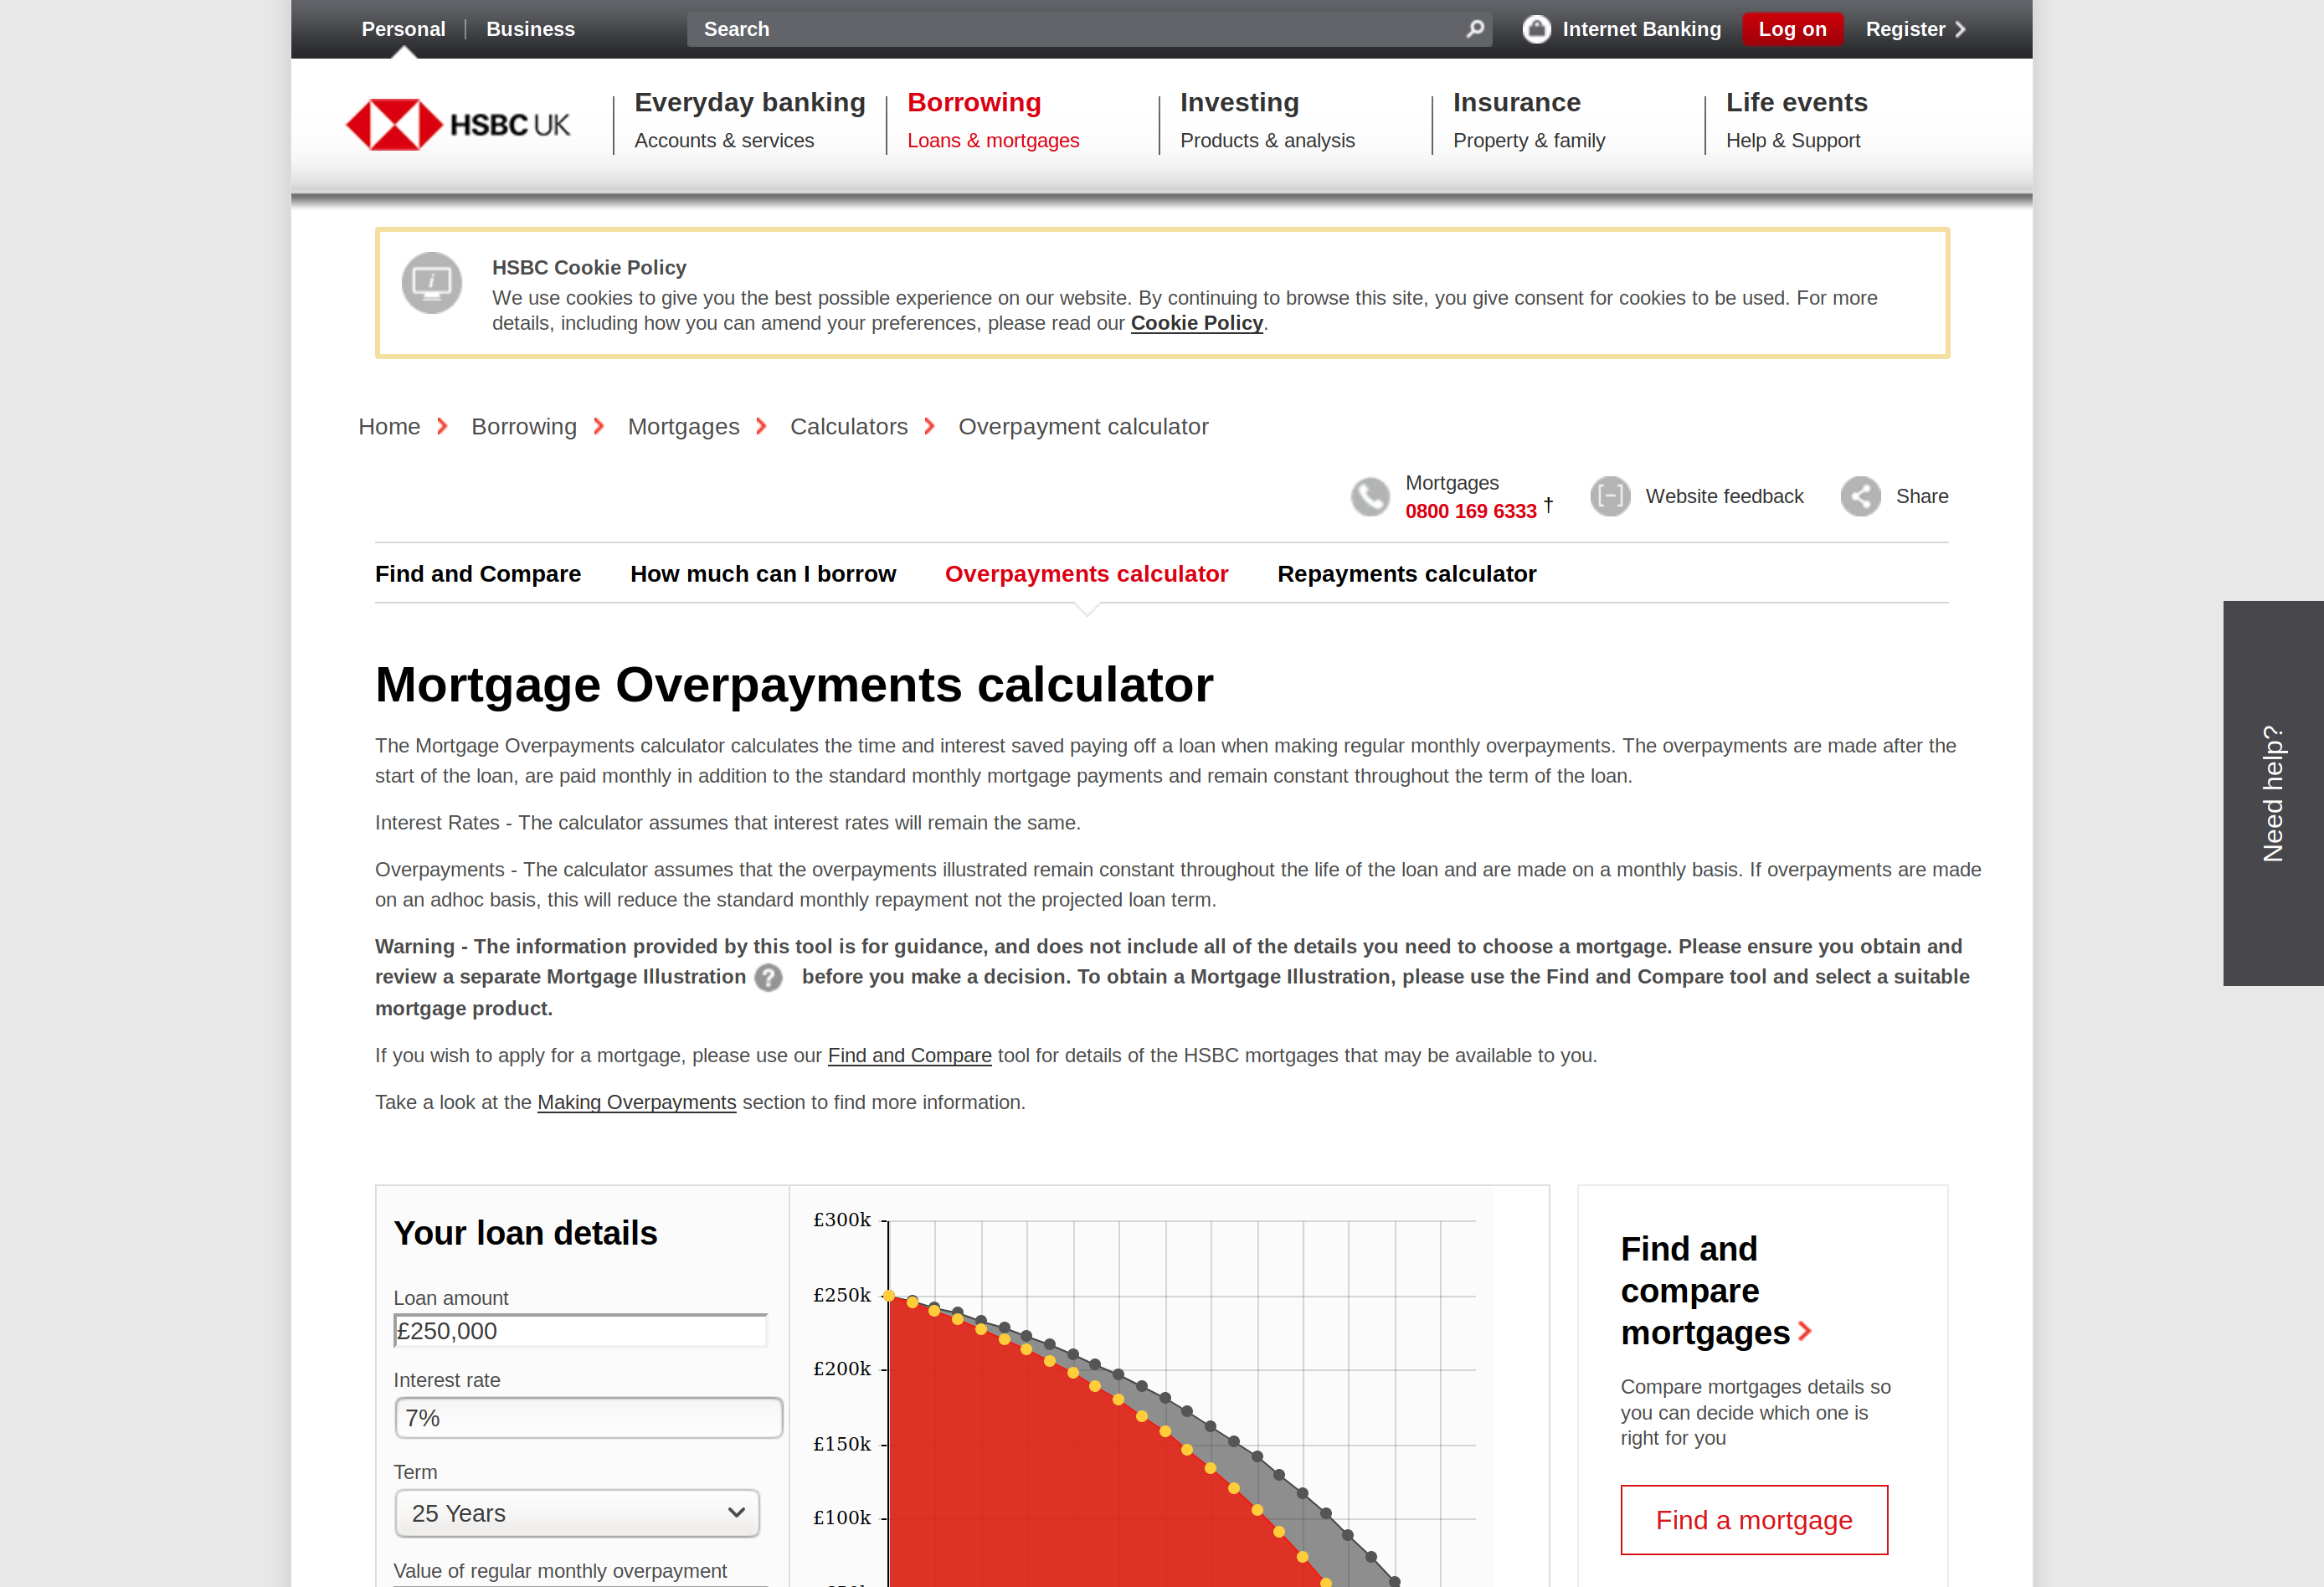 Personal
Business
Search
Internet Banking
Log on
Register
HSBC UK
Everyday banking
Accounts & services
Borrowing
Loans & mortgages
Investing
Products & analysis
Insurance
Property & family
Life events
Help & Support
HSBC Cookie Policy
We use cookies to give you the best possible experience on our website. By continuing to browse this site, you give consent for cookies to be used. For more
details, including how you can amend your preferences, please read our Cookie Policy.
Home
Borrowing
Mortgages
Calculators
Overpayment calculator
Mortgages
0800 169 6333 †
Website feedback
Share
Find and Compare
How much can I borrow
Overpayments calculator
Repayments calculator
Need help?
Mortgage Overpayments calculator
The Mortgage Overpayments calculator calculates the time and interest saved paying off a loan when making regular monthly overpayments. The overpayments are made after the
start of the loan, are paid monthly in addition to the standard monthly mortgage payments and remain constant throughout the term of the loan.
Interest Rates - The calculator assumes that interest rates will remain the same.
Overpayments - The calculator assumes that the overpayments illustrated remain constant throughout the life of the loan and are made on a monthly basis. If overpayments are made
on an adhoc basis, this will reduce the standard monthly repayment not the projected loan term.
Warning - The information provided by this tool is for guidance, and does not include all of the details you need to choose a mortgage. Please ensure you obtain and
review a separate Mortgage Illustration ? before you make a decision. To obtain a Mortgage Illustration, please use the Find and Compare tool and select a suitable
mortgage product.
If you wish to apply for a mortgage, please use our Find and Compare tool for details of the HSBC mortgages that may be available to you.
Take a look at the Making Overpayments section to find more information.
Your loan details
Loan amount
£250,000
Interest rate
7%
Term
25 Years
Value of regular monthly overpayment
£300k
£250k
£200k
£150k
£100k
Find and
compare
mortgages
Compare mortgages details so
you can decide which one is
right for you
Find a mortgage